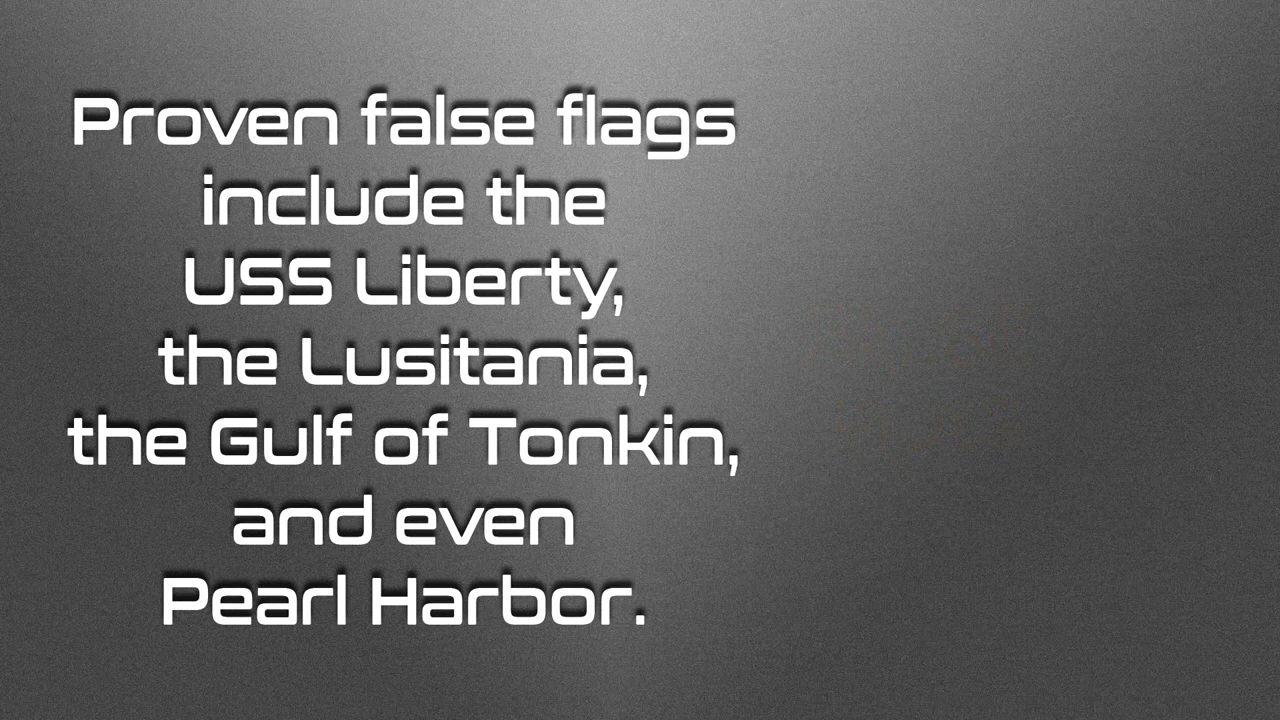 Proven false flags
include the
USS Liberty,
the Lusitania,
the Gulf of Tonkin,
and even
Pearl Harbor.